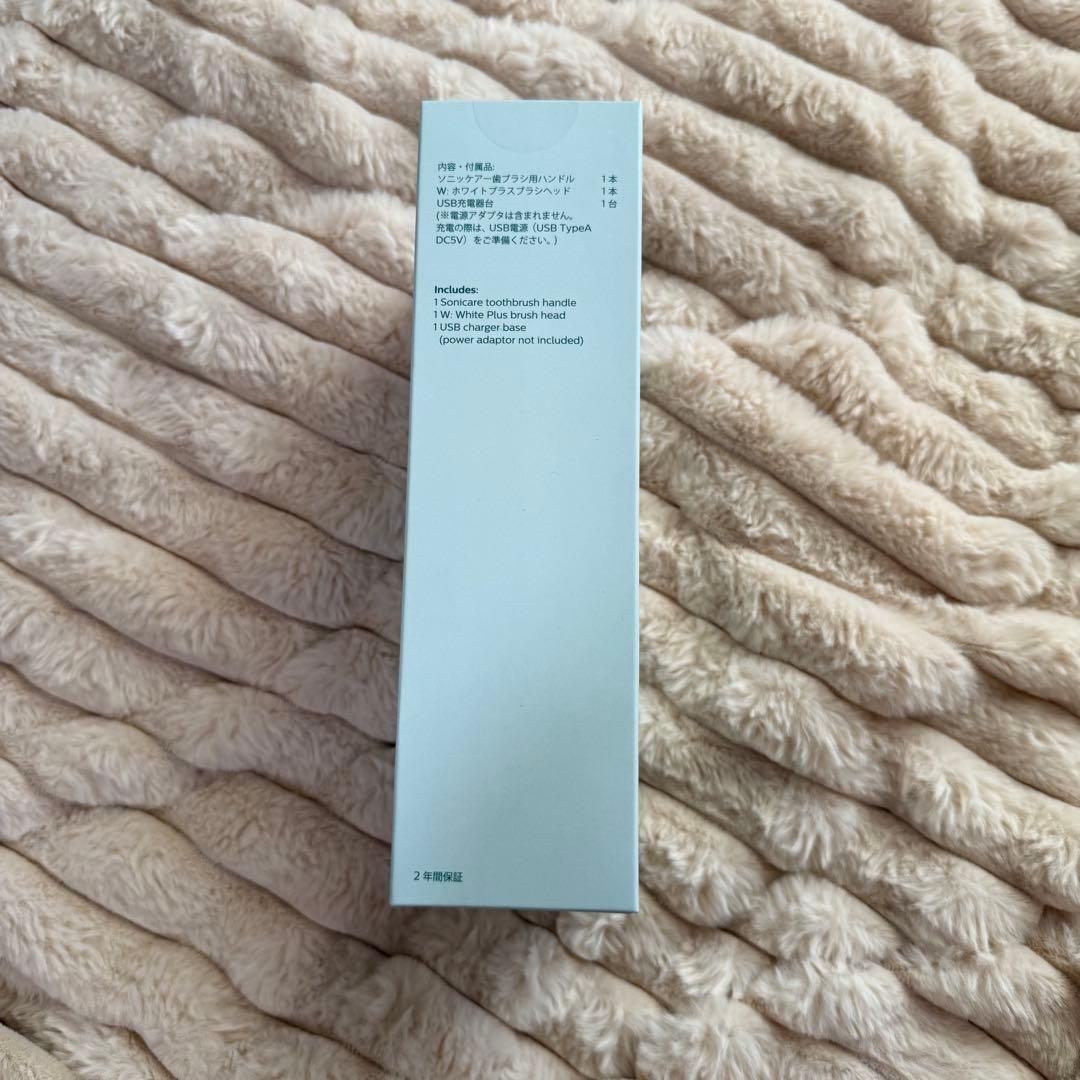 内容・付属品:
ソニッケアー歯ブラシ用ハンドル 1本
W: ホワイトプラスブラシヘッド 1本
USB充電器台 1台
(※電源アダプタは含まれません。
充電の際は、USB電源（USB TypeA
DC5V）をご準備ください。)
Includes:
1 Sonicare toothbrush handle
1 W: White Plus brush head
1 USB charger base
(power adaptor not included)
2年間保証